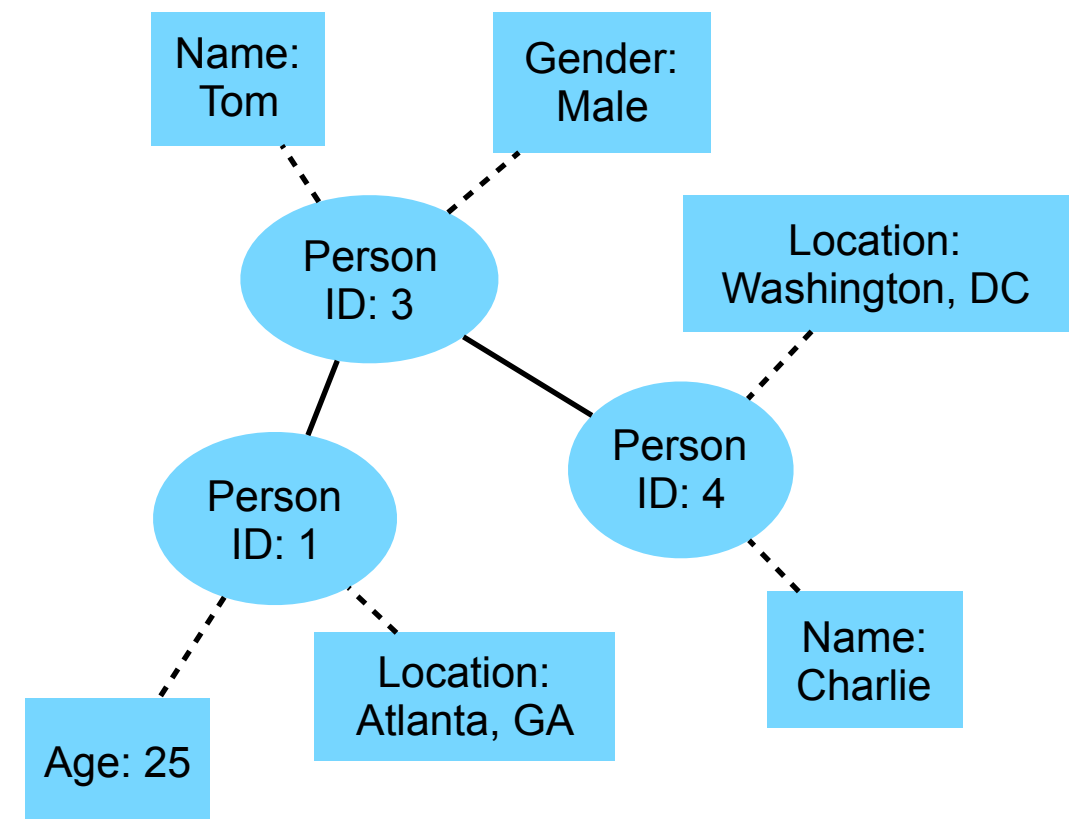 Name:
Tom
Gender:
Male
Person
ID: 3
Location:
Washington, DC
Person
ID: 4
Person
ID: 1
Name:
Charlie
Location:
Atlanta, GA
Age: 25